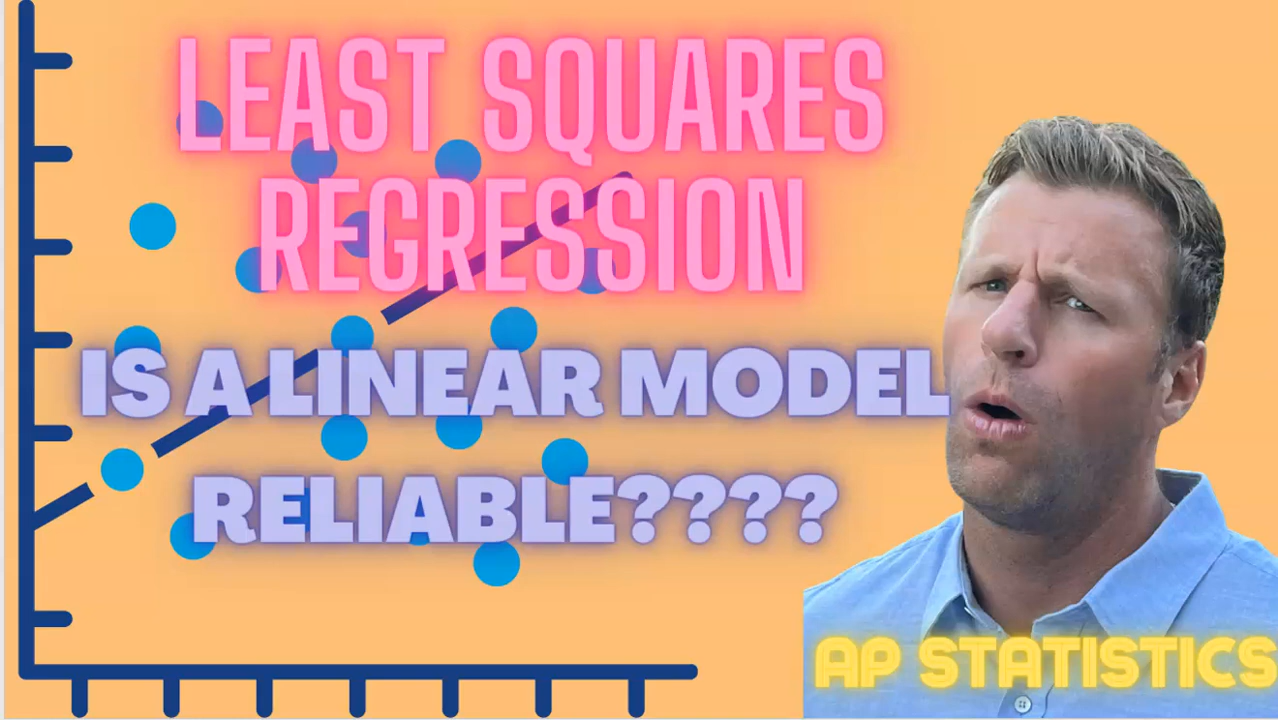 LEAST SQUARES
REGRESSION
IS A LINEAR MODEL
RELIABLE????
AP STATISTICS